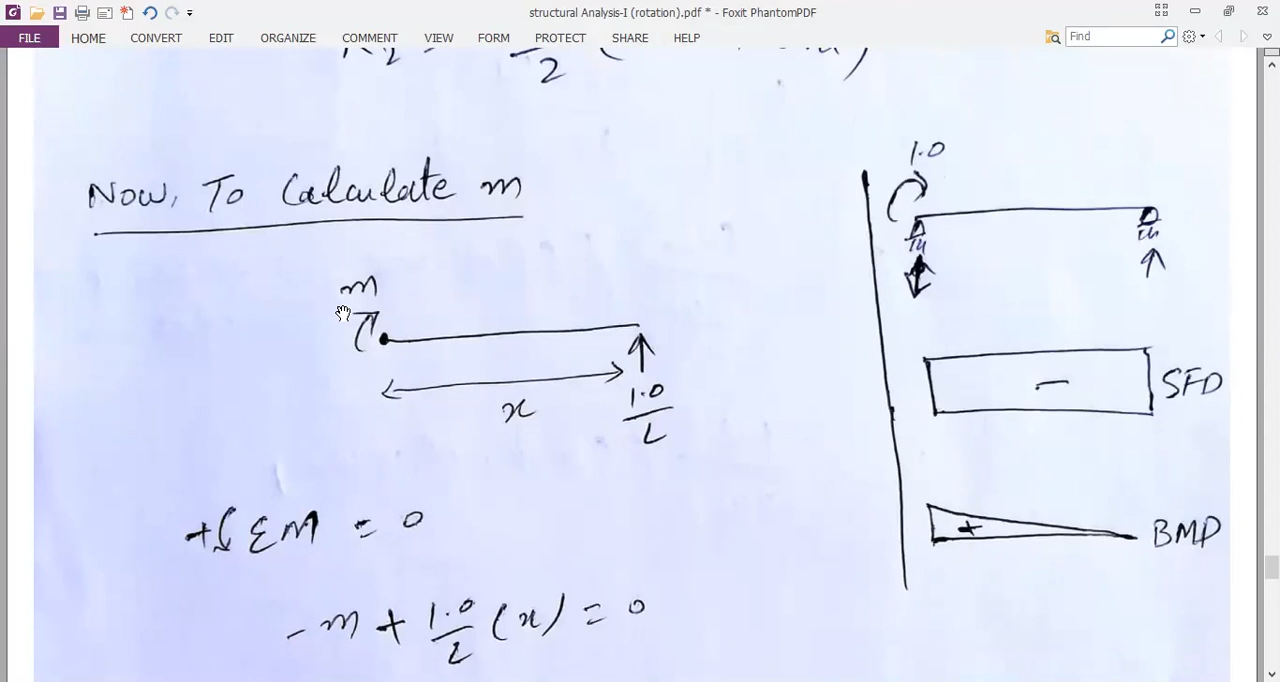 structural Analysis-I (rotation).pdf * - Foxit PhantomPDF
FILE HOME CONVERT EDIT ORGANIZE COMMENT VIEW FORM PROTECT SHARE HELP
Find
2
Now, To Calculate m
1.0
m
x
1.0
L
SFD
-
+
BMD
+ΣM = 0
-m + 1.0/L (x) = 0